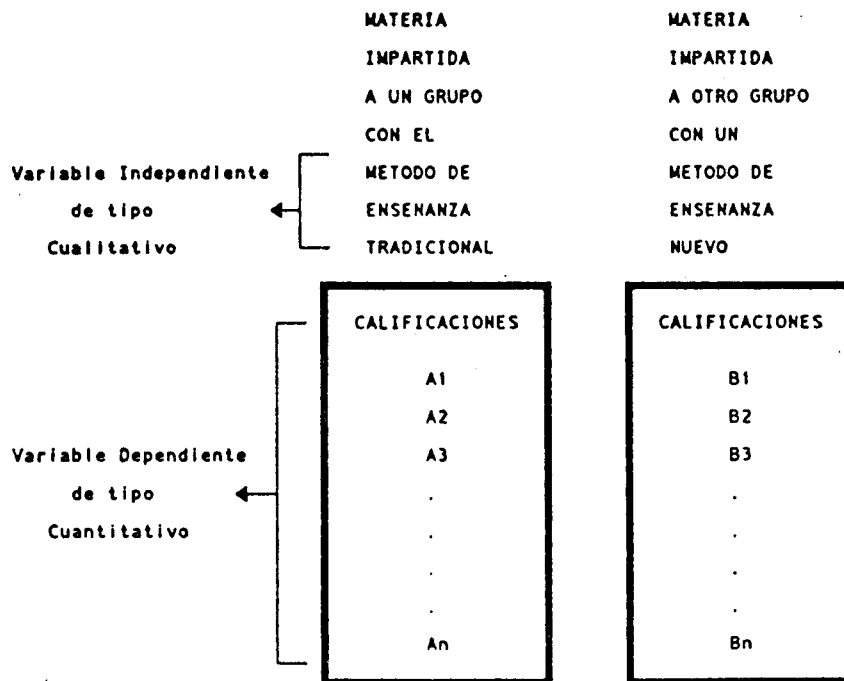 MATERIA
IMPARTIDA
A UN GRUPO
CON EL
METODO DE
ENSENANZA
TRADICIONAL
MATERIA
IMPARTIDA
A OTRO GRUPO
CON UN
METODO DE
ENSENANZA
NUEVO
Variable Independiente
de tipo
Cualitativo
CALIFICACIONES
A1
A2
A3
.
.
.
.
An
CALIFICACIONES
B1
B2
B3
.
.
.
.
Bn
Variable Dependiente
de tipo
Cuantitativo